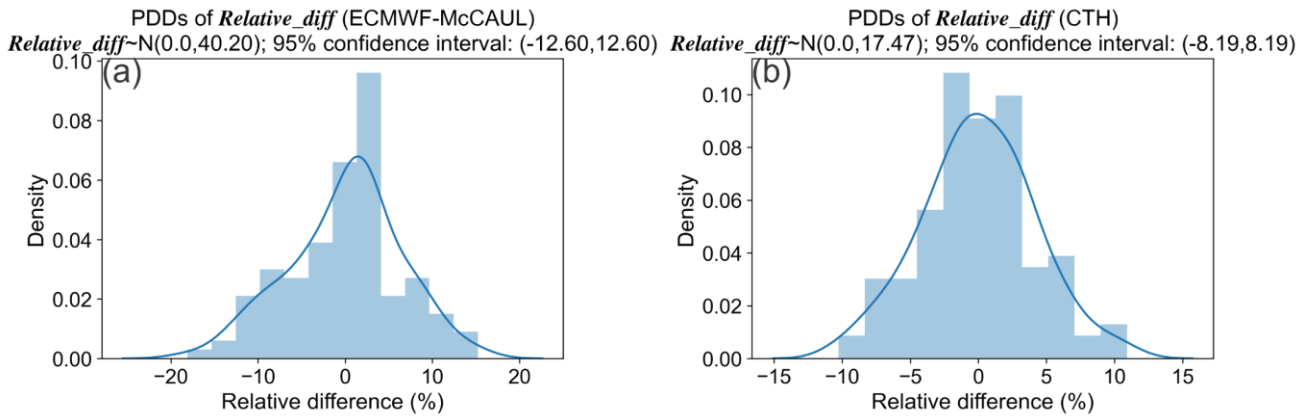 PDDs of Relative_diff (ECMWF-McCAUL)
Relative_diff~N(0.0,40.20); 95% confidence interval: (-12.60,12.60)
(a)
Density
0.10
0.08
0.06
0.04
0.02
0.00
−20 −10 0 10 20
Relative difference (%)
PDDs of Relative_diff (CTH)
Relative_diff~N(0.0,17.47); 95% confidence interval: (-8.19,8.19)
(b)
Density
0.10
0.08
0.06
0.04
0.02
0.00
−15 −10 −5 0 5 10 15
Relative difference (%)